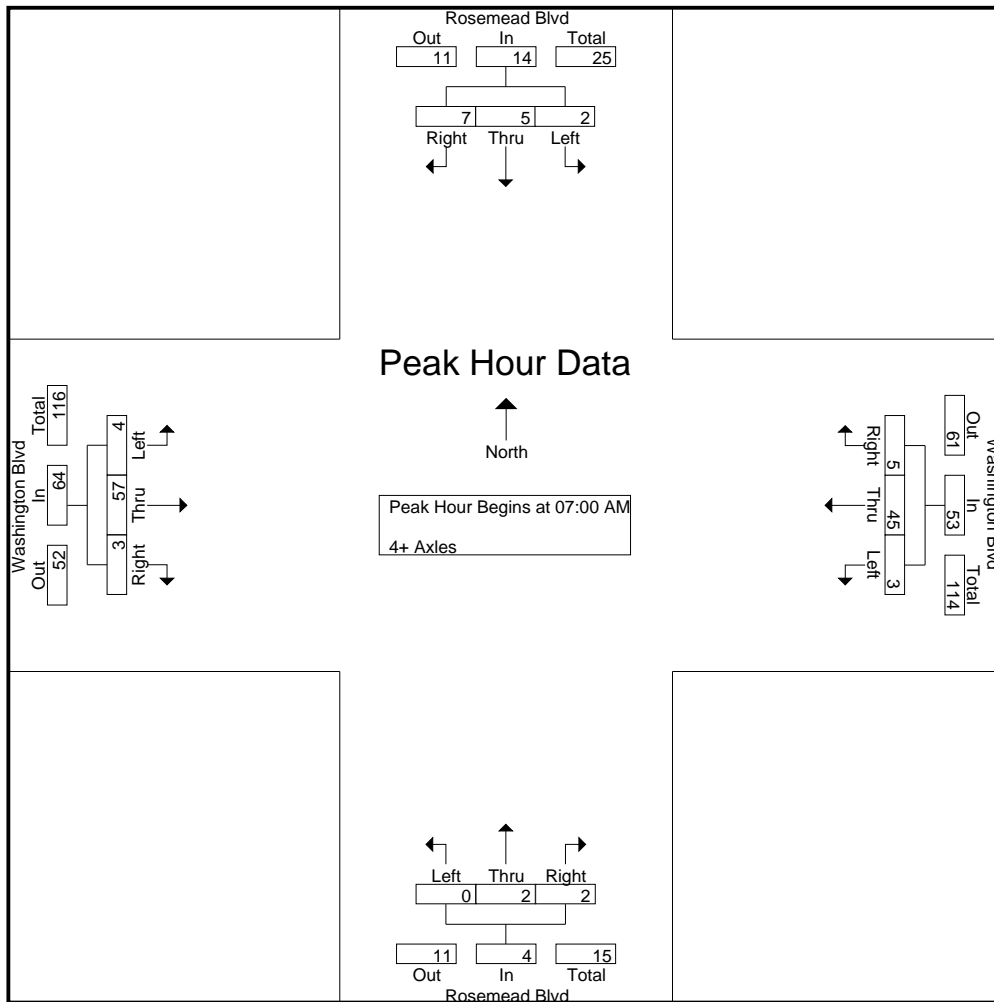 Rosemead Blvd
Out In Total
11 14 25
7 5 2
Right Thru Left
Peak Hour Data
North
Peak Hour Begins at 07:00 AM
4+ Axles
Washington Blvd
Total In Out
116 64 52
4 57 3
Left Thru Right
Washington Blvd
Out In Total
61 53 114
5 45 3
Right Thru Left
Left Thru Right
0 2 2
11 4 15
Out In Total
Rosemead Blvd